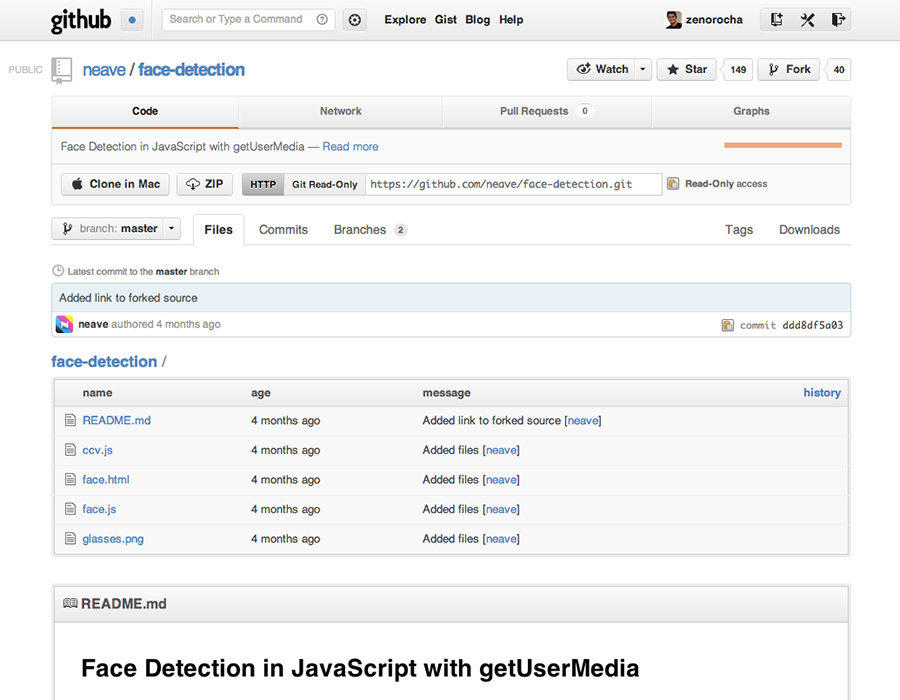 github Search or Type a Command Explore Gist Blog Help zenorocha
PUBLIC neave / face-detection Watch Star 149 Fork 40
Code Network Pull Requests 0 Graphs
Face Detection in JavaScript with getUserMedia — Read more
Clone in Mac ZIP HTTP Git Read-Only https://github.com/neave/face-detection.git Read-Only access
branch: master Files Commits Branches 2 Tags Downloads
Latest commit to the master branch
Added link to forked source
neave authored 4 months ago commit ddd8df5a03
face-detection /
name age message history
README.md 4 months ago Added link to forked source [neave]
ccv.js 4 months ago Added files [neave]
face.html 4 months ago Added files [neave]
face.js 4 months ago Added files [neave]
glasses.png 4 months ago Added files [neave]
README.md
Face Detection in JavaScript with getUserMedia